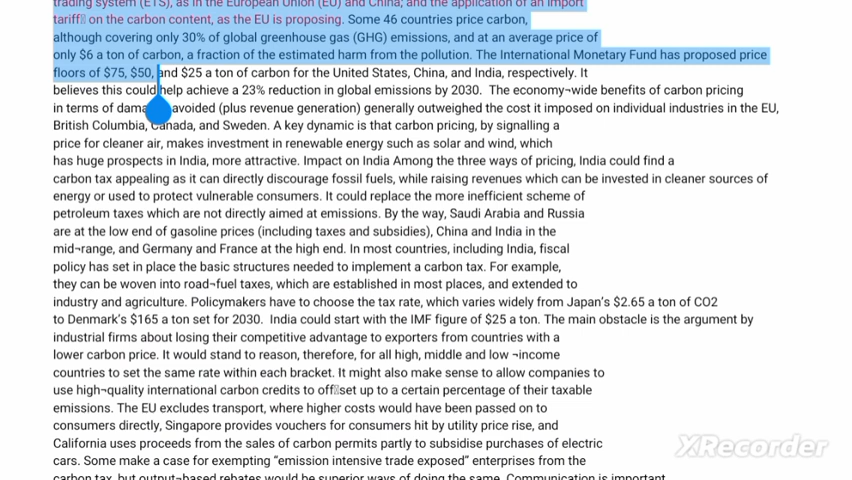 trading system (ETS), as in the European Union (EU) and China; and the application of an import
tariff▯ on the carbon content, as the EU is proposing. Some 46 countries price carbon,
although covering only 30% of global greenhouse gas (GHG) emissions, and at an average price of
only $6 a ton of carbon, a fraction of the estimated harm from the pollution. The International Monetary Fund has proposed price
floors of $75, $50, and $25 a ton of carbon for the United States, China, and India, respectively. It
believes this could help achieve a 23% reduction in global emissions by 2030. The economy¬wide benefits of carbon pricing
in terms of avoided (plus revenue generation) generally outweighed the cost it imposed on individual industries in the EU,
British Columbia, Canada, and Sweden. A key dynamic is that carbon pricing, by signalling a
price for cleaner air, makes investment in renewable energy such as solar and wind, which
has huge prospects in India, more attractive. Impact on India Among the three ways of pricing, India could find a
carbon tax appealing as it can directly discourage fossil fuels, while raising revenues which can be invested in cleaner sources of
energy or used to protect vulnerable consumers. It could replace the more inefficient scheme of
petroleum taxes which are not directly aimed at emissions. By the way, Saudi Arabia and Russia
are at the low end of gasoline prices (including taxes and subsidies), China and India in the
mid¬range, and Germany and France at the high end. In most countries, including India, fiscal
policy has set in place the basic structures needed to implement a carbon tax. For example,
they can be woven into road¬fuel taxes, which are established in most places, and extended to
industry and agriculture. Policymakers have to choose the tax rate, which varies widely from Japan's $2.65 a ton of CO2
to Denmark's $165 a ton set for 2030. India could start with the IMF figure of $25 a ton. The main obstacle is the argument by
industrial firms about losing their competitive advantage to exporters from countries with a
lower carbon price. It would stand to reason, therefore, for all high, middle and low ¬income
countries to set the same rate within each bracket. It might also make sense to allow companies to
use high¬quality international carbon credits to off▯set up to a certain percentage of their taxable
emissions. The EU excludes transport, where higher costs would have been passed on to
consumers directly, Singapore provides vouchers for consumers hit by utility price rise, and
California uses proceeds from the sales of carbon permits partly to subsidise purchases of electric
cars. Some make a case for exempting “emission intensive trade exposed” enterprises from the
carbon tax, but output¬based rebates would be superior ways of doing the same. Communication is important
XRecorder